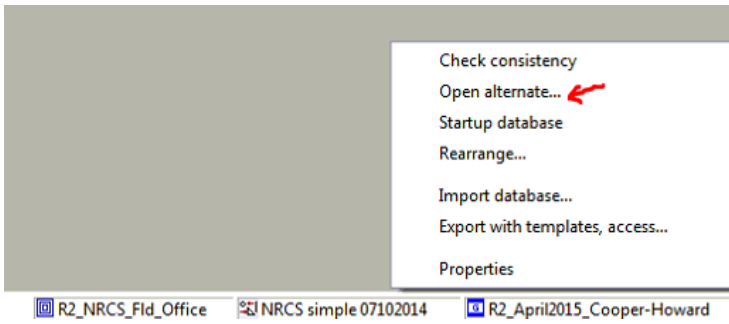 Check consistency
Open alternate...
Startup database
Rearrange...
Import database...
Export with templates, access...
Properties
R2_NRCS_Fld_Office NRCS simple 07102014 R2_April2015_Cooper-Howard